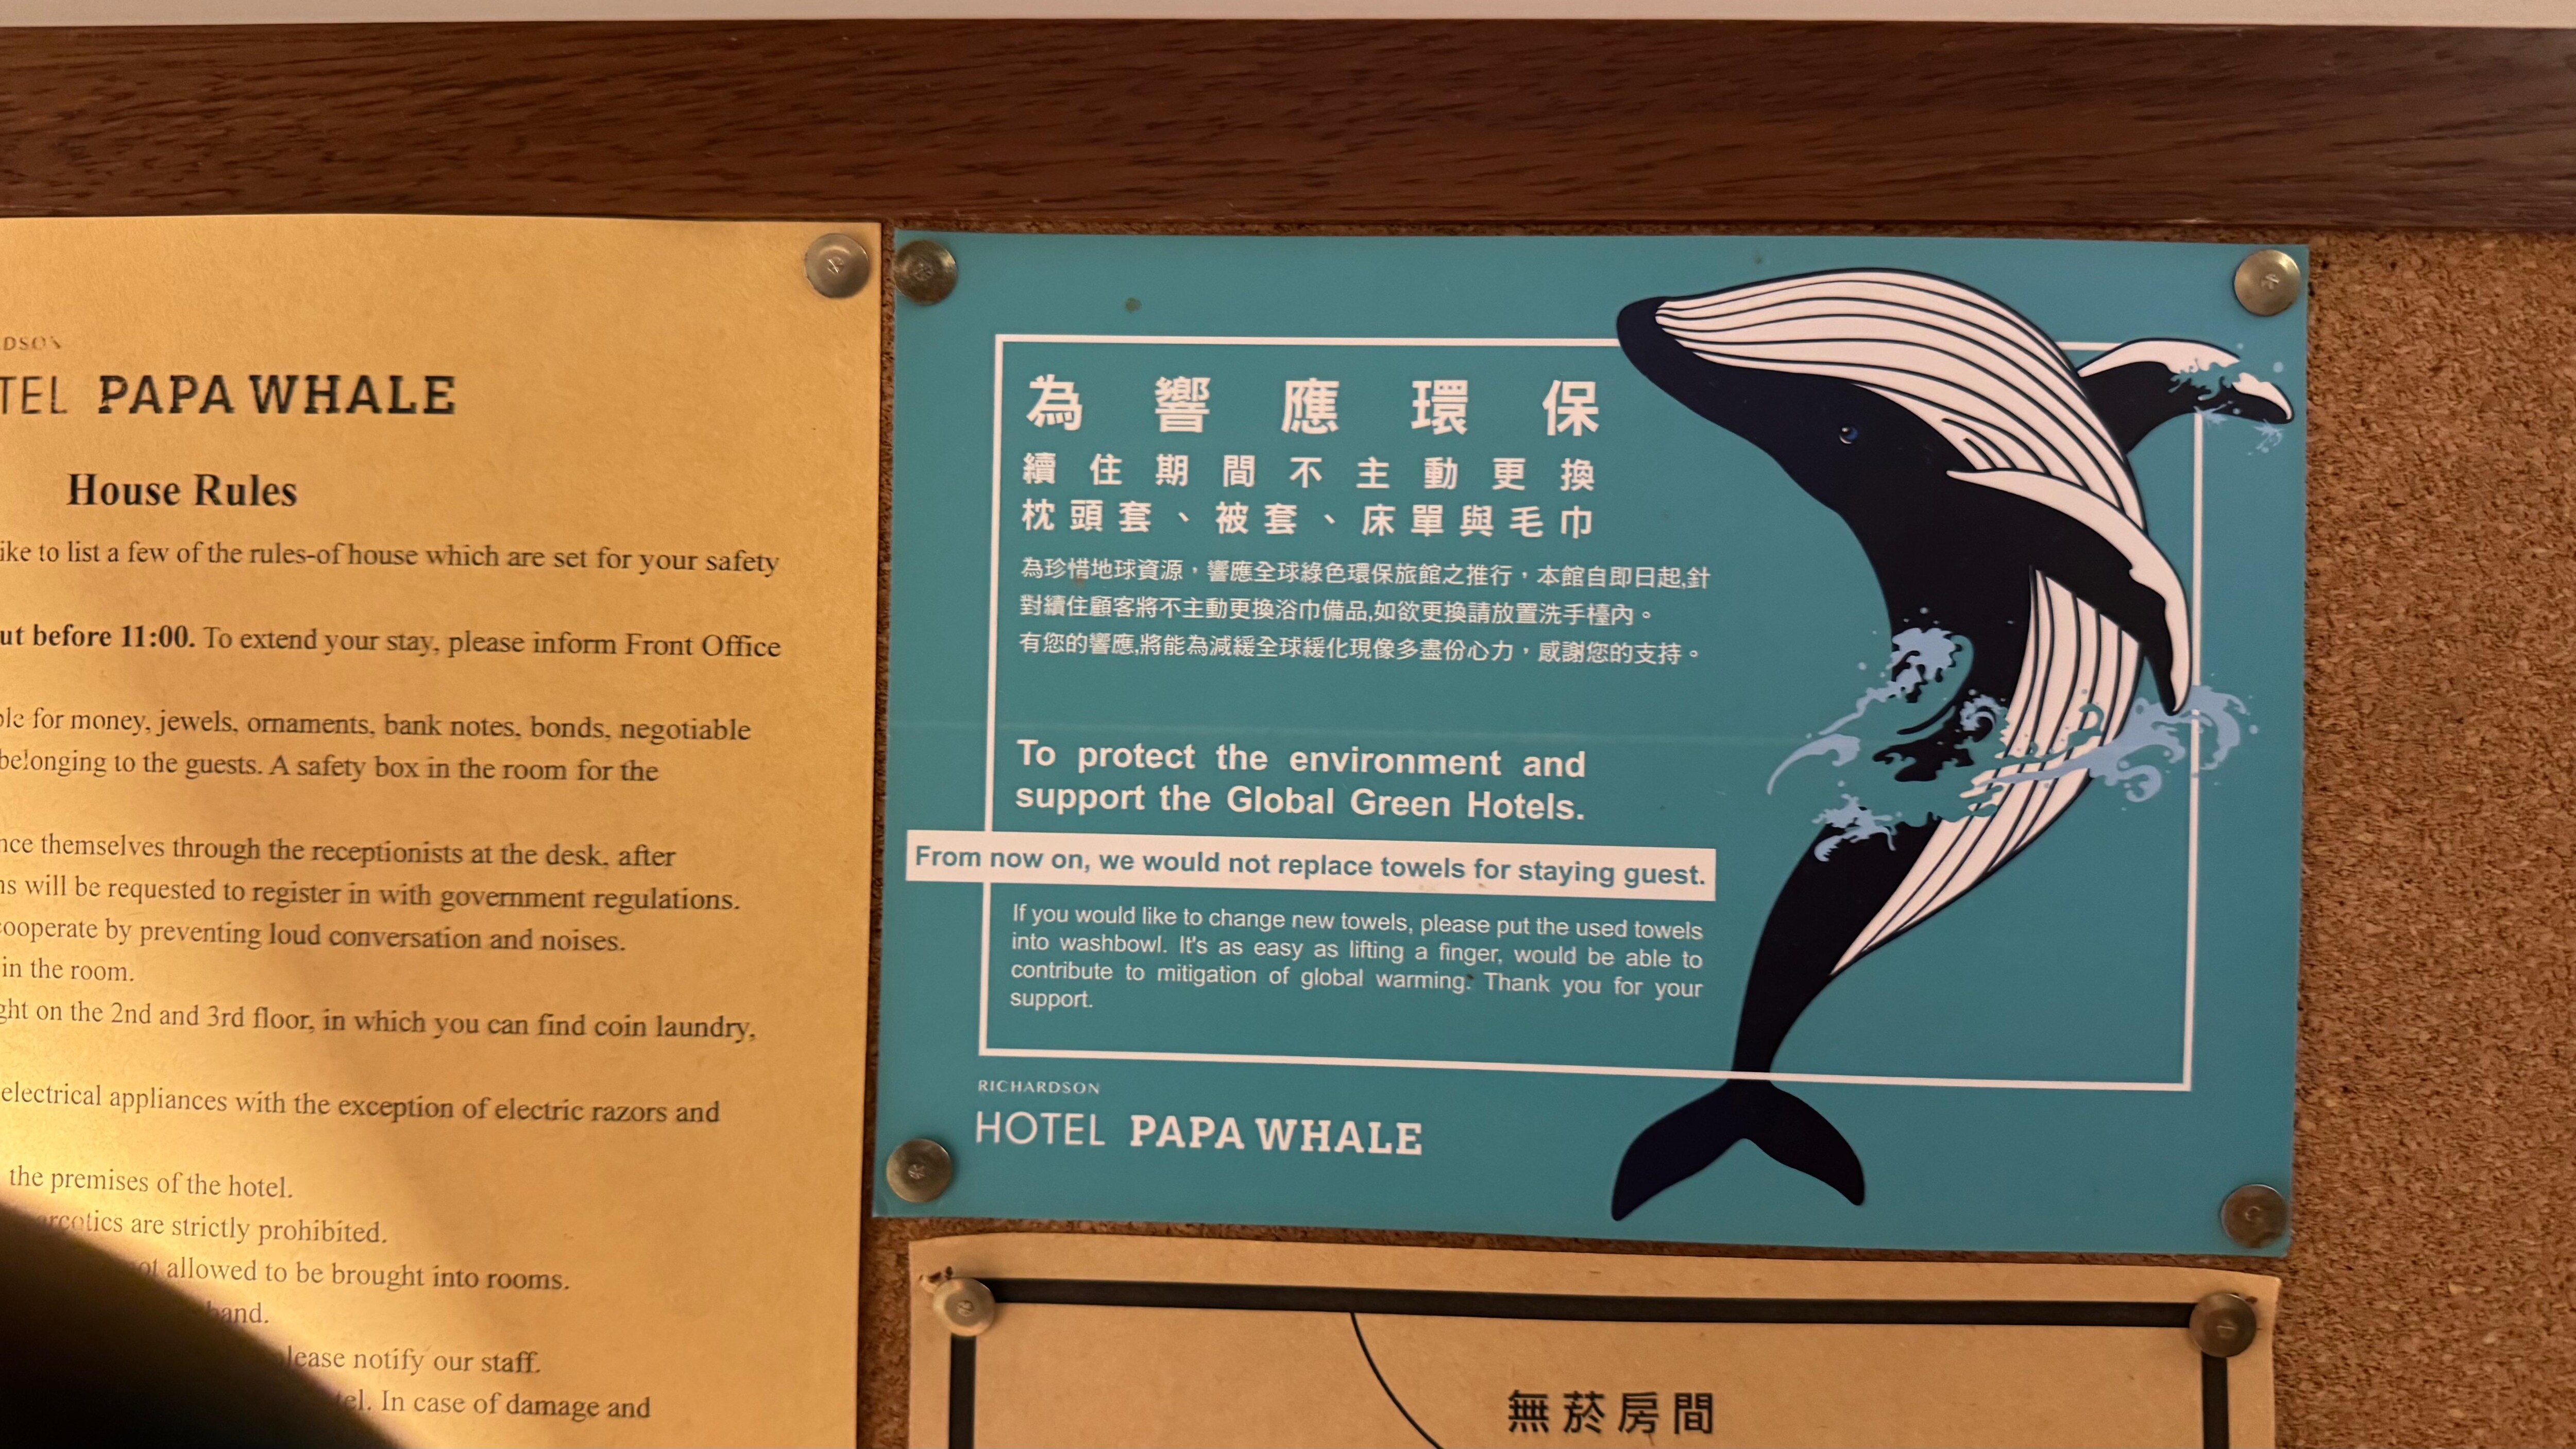 TEL PAPA WHALE
House Rules
ike to list a few of the rules-of house which are set for your safety
ut before 11:00. To extend your stay, please inform Front Office
for money, jewels, ornaments, bank notes, bonds, negotiable
belonging to the guests. A safety box in the room for the
nce themselves through the receptionists at the desk, after
ns will be requested to register in with government regulations.
cooperate by preventing loud conversation and noises.
in the room.
ght on the 2nd and 3rd floor, in which you can find coin laundry,
electrical appliances with the exception of electric razors and
the premises of the hotel.
arcotics are strictly prohibited.
allowed to be brought into rooms.
hand.
lease notify our staff.
tel. In case of damage and
為響應環保
續住期間不主動更換
枕頭套、被套、床單與毛巾
為珍惜地球資源，響應全球綠色環保旅館之推行，本館自即日起,針
對續住顧客將不主動更換浴巾備品,如欲更換請放置洗手檯內。
有您的響應,將能為減緩全球緩化現像多盡份心力，感謝您的支持。
To protect the environment and
support the Global Green Hotels.
From now on, we would not replace towels for staying guest.
If you would like to change new towels, please put the used towels
into washbowl. It's as easy as lifting a finger, would be able to
contribute to mitigation of global warming. Thank you for your
support.
RICHARDSON
HOTEL PAPA WHALE
無菸房間